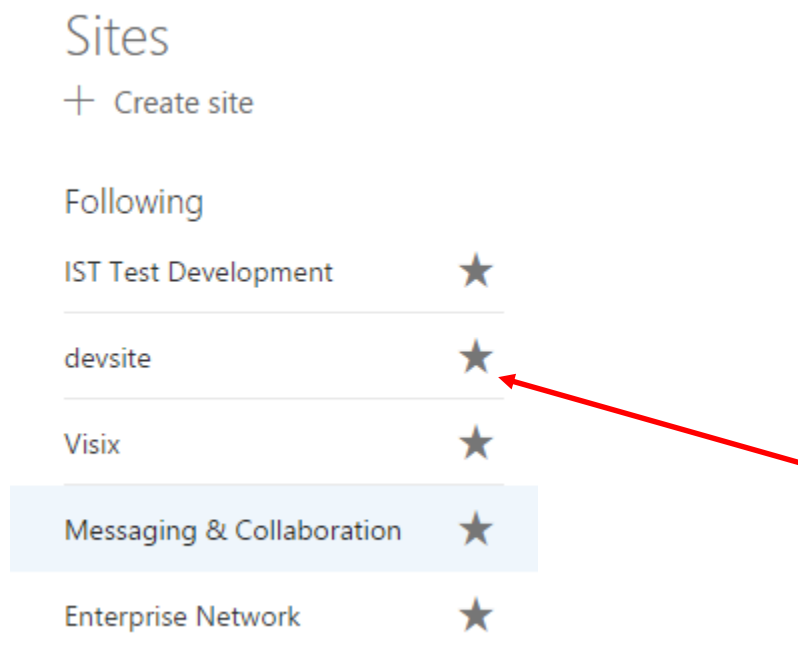 Sites
+ Create site
Following
IST Test Development
devsite
Visix
Messaging & Collaboration
Enterprise Network